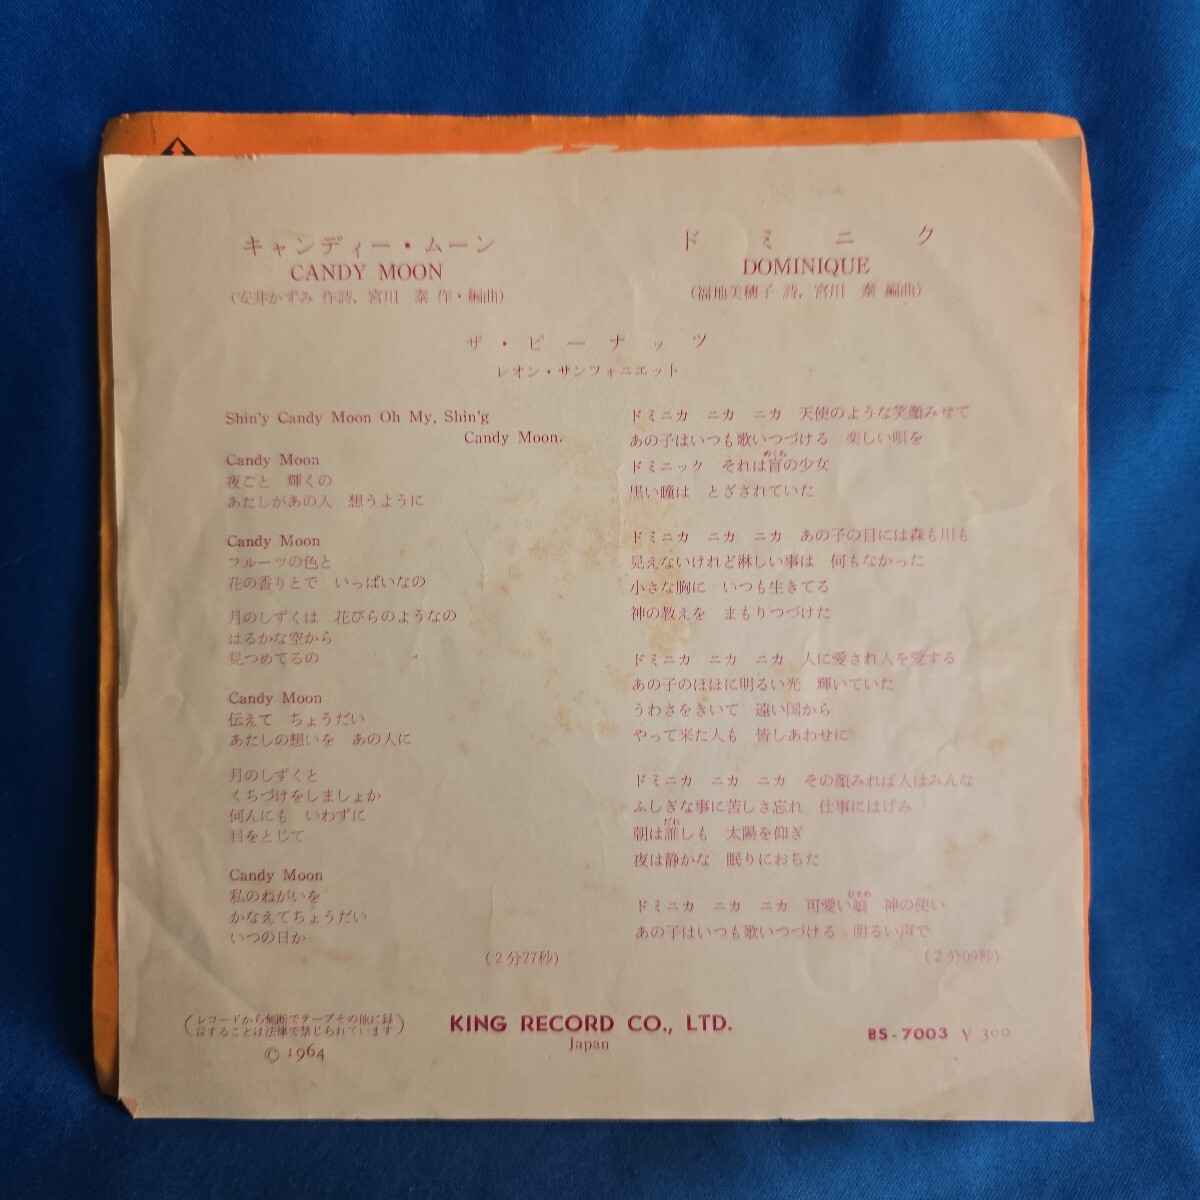 キャンディー・ムーン
CANDY MOON
(安井かずみ 作詩, 宮川 泰 作・編曲)
ドミニク
DOMINIQUE
(福地美穂子 詩, 宮川 泰 編曲)
ザ・ピーナッツ
レオン・サンフォニエット
Shin'y Candy Moon Oh My, Shin'g
Candy Moon.
Candy Moon
夜ごと 輝くの
あたしがあの人 想うように
Candy Moon
フルーツの色と
花の香りとで いっぱいなの
月のしずくは 花びらのようなの
はるかな空から
見つめてるの
Candy Moon
伝えて ちょうだい
あたしの想いを あの人に
月のしずくと
くちづけをしましょか
何んにも いわずに
目をとじて
Candy Moon
私のねがいを
かなえてちょうだい
いつの日か
(2分27秒)
ドミニカ ニカ ニカ 天使のような笑顔みせて
あの子はいつも歌いつづける 楽しい唄を
めくら
ドミニック それは盲の少女
黒い瞳は とざされていた
ドミニカ ニカ ニカ あの子の目には森も川も
見えないけれど淋しい事は 何もなかった
小さな胸に いつも生きてる
神の教えを まもりつづけた
ドミニカ ニカ ニカ 人に愛され人を愛する
あの子のほほに明るい光 輝いていた
うわさをきいて 遠い国から
やって来た人も 皆しあわせに
ドミニカ ニカ ニカ その顔みれば人はみんな
ふしぎな事に苦しさ忘れ 仕事にはげみ
だれ
朝は誰しも 太陽を仰ぎ
夜は静かな 眠りにおちた
むすめ
ドミニカ ニカ ニカ 可愛い娘 神の使い
あの子はいつも歌いつづける 明るい声で
(2分09秒)
(レコードから無断でテープその他に録
音することは法律で禁じられています)
© 1964
KING RECORD CO., LTD.
Japan
BS-7003 ¥300